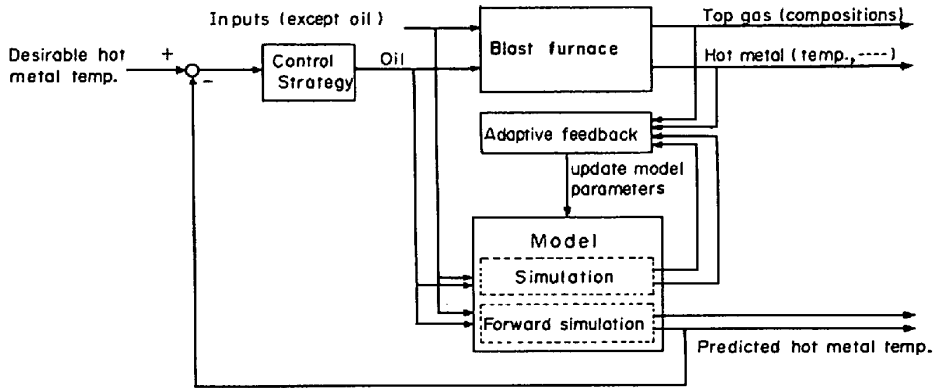 Inputs (except oil)
Top gas (compositions)
Desirable hot
metal temp.
+
-
Control
Strategy
Oil
Blast furnace
Hot metal (temp., ----)
Adaptive feedback
update model
parameters
Model
Simulation
Forward simulation
Predicted hot metal temp.